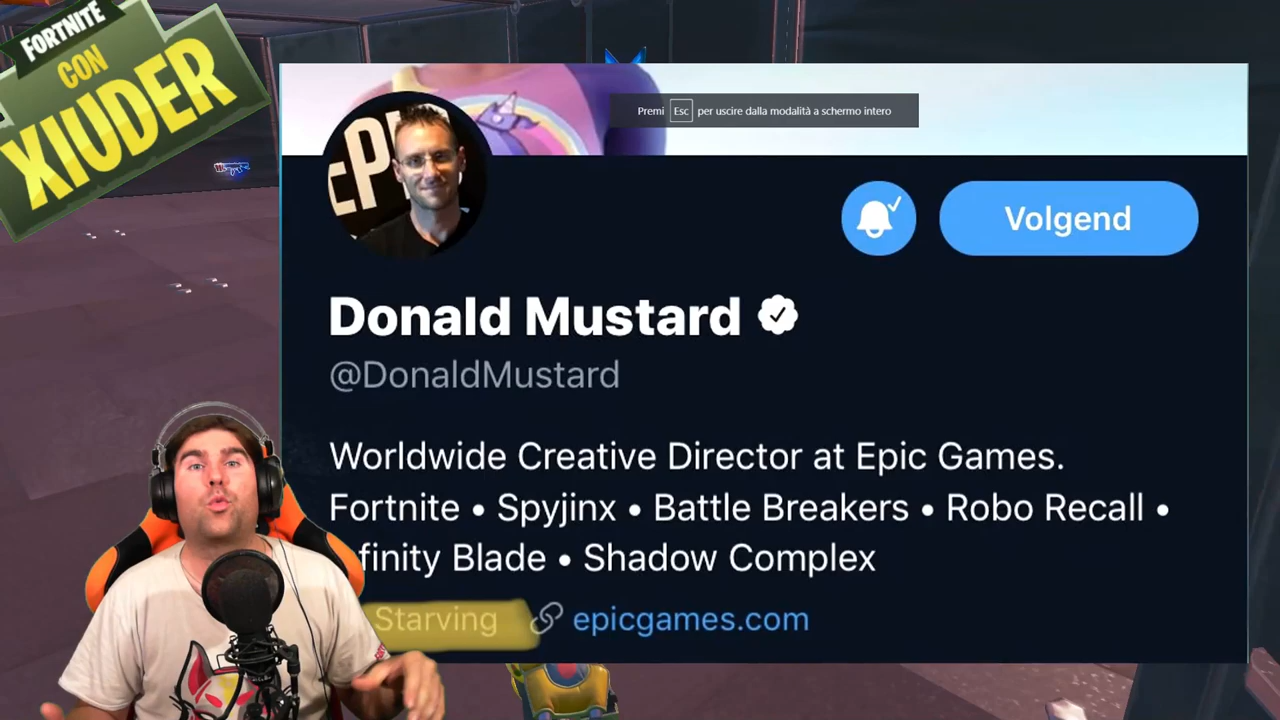 FORTNITE
CON
XIUDER
EPI
Premi Esc per uscire dalla modalità a schermo intero
Volgend
Donald Mustard
@DonaldMustard
Worldwide Creative Director at Epic Games.
Fortnite • Spyjinx • Battle Breakers • Robo Recall •
finity Blade • Shadow Complex
Starving epicgames.com